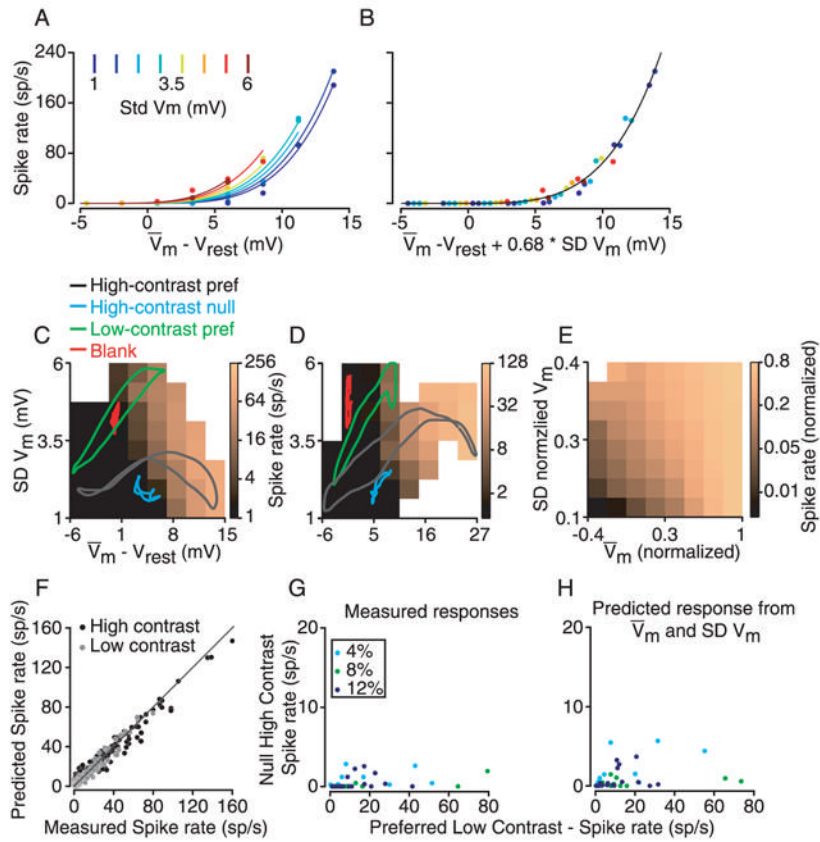 A
B
240
160
80
0
Spike rate (sp/s)
1
3.5
6
Std Vm (mV)
-5
0
5
10
15
V̅m - Vrest (mV)
-5
0
5
10
15
V̅m -Vrest + 0.68 * SD Vm (mV)
High-contrast pref
High-contrast null
Low-contrast pref
Blank
C
6
3.5
1
SD Vm (mV)
-6
1
8
15
V̅m - Vrest (mV)
256
64
16
4
1
Spike rate (sp/s)
D
6
3.5
1
-6
5
16
27
128
32
8
2
E
0.4
0.3
0.1
SD normzlied Vm
-0.4
0.3
1
V̅m (normalized)
0.8
0.2
0.05
0.01
Spike rate (normalized)
F
160
120
80
40
0
Predicted Spike rate (sp/s)
High contrast
Low contrast
0
40
80
120
160
Measured Spike rate (sp/s)
G
Measured responses
20
10
0
Null High Contrast
Spike rate (sp/s)
4%
8%
12%
0
20
40
60
80
H
Predicted response from
V̅m and SD Vm
20
10
0
0
20
40
60
80
Preferred Low Contrast - Spike rate (sp/s)